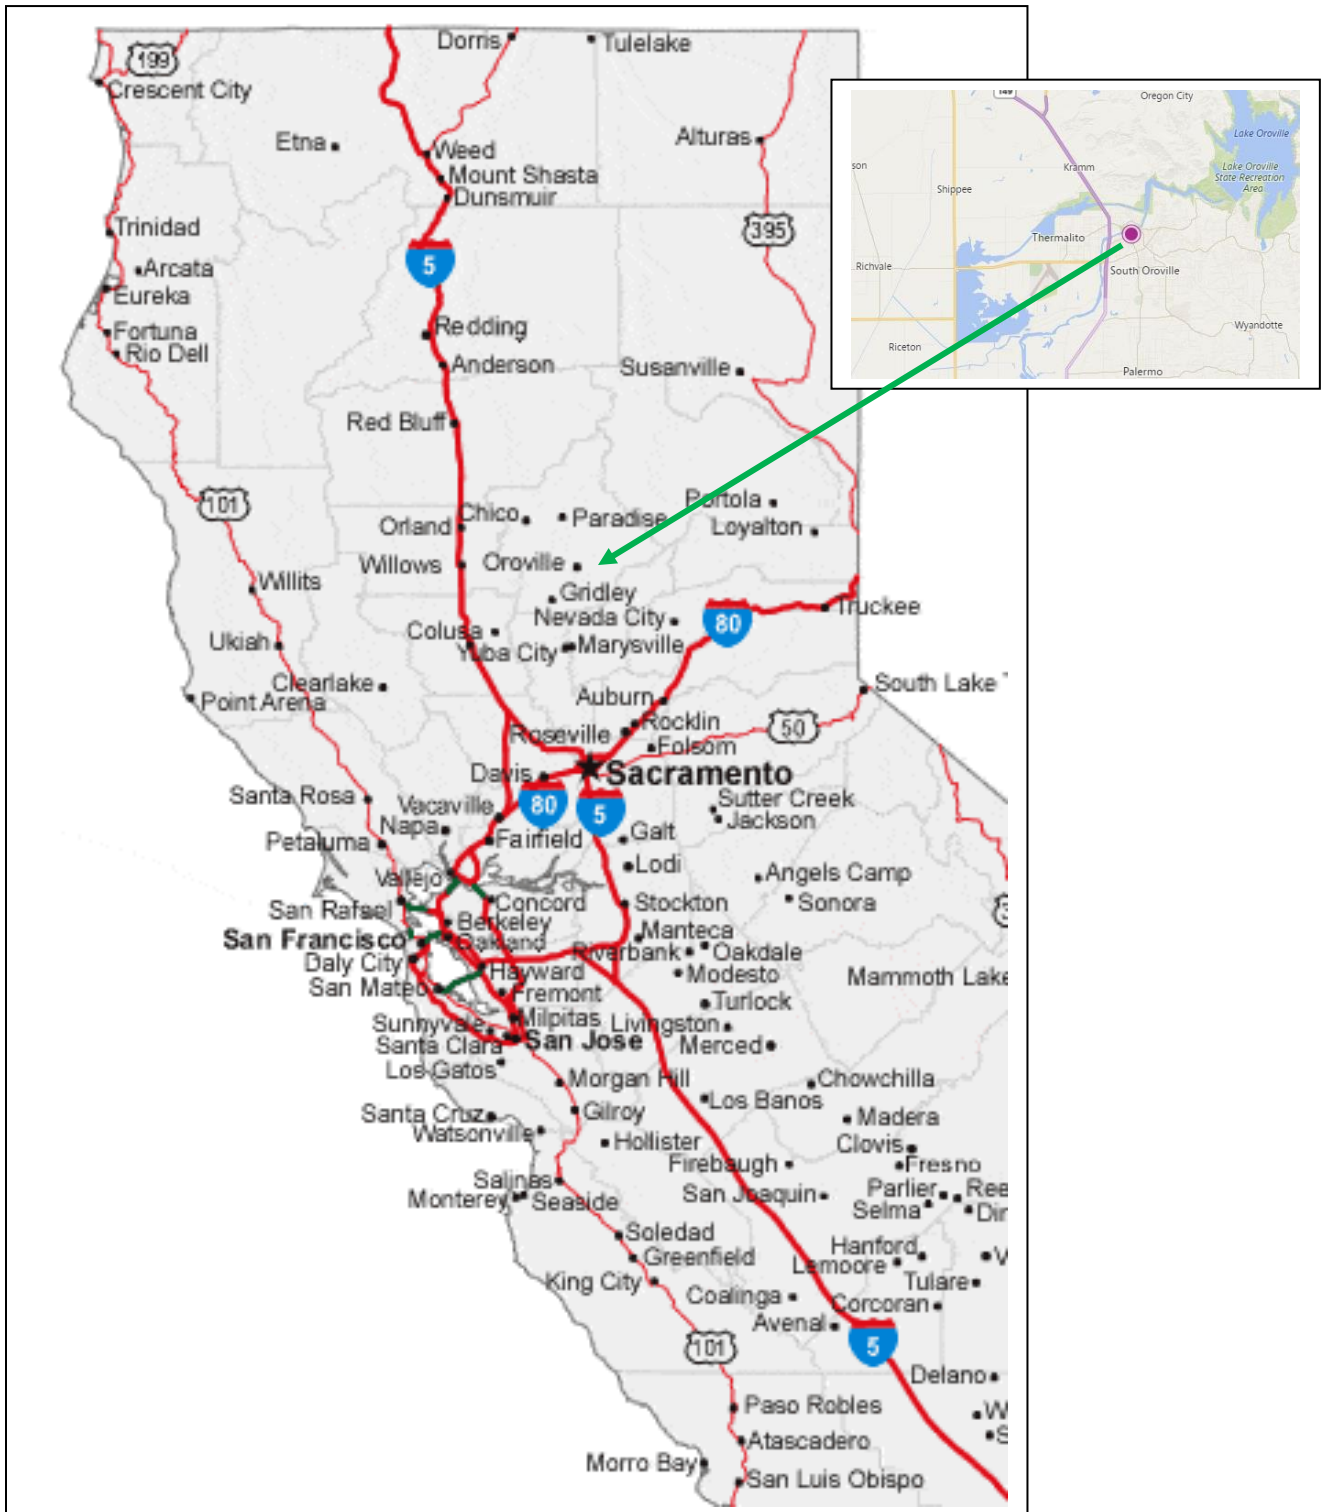 Dorris
Tulelake
199
Crescent City
Etna
Weed
Alturas
Mount Shasta
Dunsmuir
Trinidad
395
5
Arcata
Eureka
Fortuna
Redding
Rio Dell
Anderson
Susanville
Red Bluff
101
Portola
Chico
Paradise
Orland
Loyalton
Willows
Oroville
Willits
Gridley
Nevada City
80
Truckee
Colusa
Ukiah
Yuba City
Marysville
Clearlake
South Lake
Point Arena
Auburn
Rocklin
Roseville
50
Folsom
Davis
Sacramento
Santa Rosa
Vacaville
80
5
Sutter Creek
Napa
Jackson
Petaluma
Fairfield
Galt
Lodi
Vallejo
Angels Camp
San Rafael
Concord
Stockton
Sonora
Berkeley
Manteca
San Francisco
Oakland
Riverbank
Oakdale
Daly City
Hayward
Modesto
Mammoth Lake
San Mateo
Fremont
Turlock
Milpitas
Sunnyvale
Livingston
Santa Clara
San Jose
Merced
Los Gatos
Morgan Hill
Chowchilla
Los Banos
Santa Cruz
Gilroy
Madera
Watsonville
Hollister
Clovis
Firebaugh
Fresno
Salinas
San Joaquin
Parlier
Ree
Monterey
Seaside
Selma
Din
Soledad
Hanford
Greenfield
Lemoore
V
King City
Tulare
Coalinga
Corcoran
Avenal
101
5
Delano
Paso Robles
W
Atascadero
S
Morro Bay
San Luis Obispo
149
Oregon City
Lake Oroville
son
Kramm
Lake Oroville
State Recreation
Area
Shippee
Thermalito
Richvale
South Oroville
Wyandotte
Riceton
Palermo